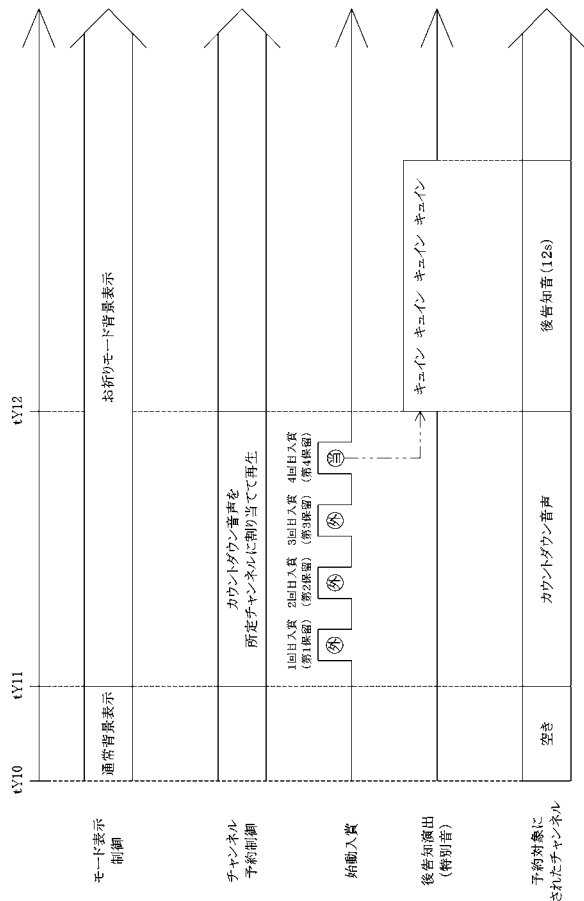 tY10
tY11
tY12
モード表示
制御
通常背景表示
お祈りモード背景表示
チャンネル
予約制御
カウントダウン音声を
所定チャンネルに割り当てて再生
始動入賞
1回目入賞
(第1保留)
外
2回目入賞
(第2保留)
外
3回目入賞
(第3保留)
外
4回目入賞
(第4保留)
当
後告知演出
(特別音)
キュイン キュイン キュイン キュイン
予約対象に
されたチャンネル
空き
カウントダウン音声
後告知音(12s)